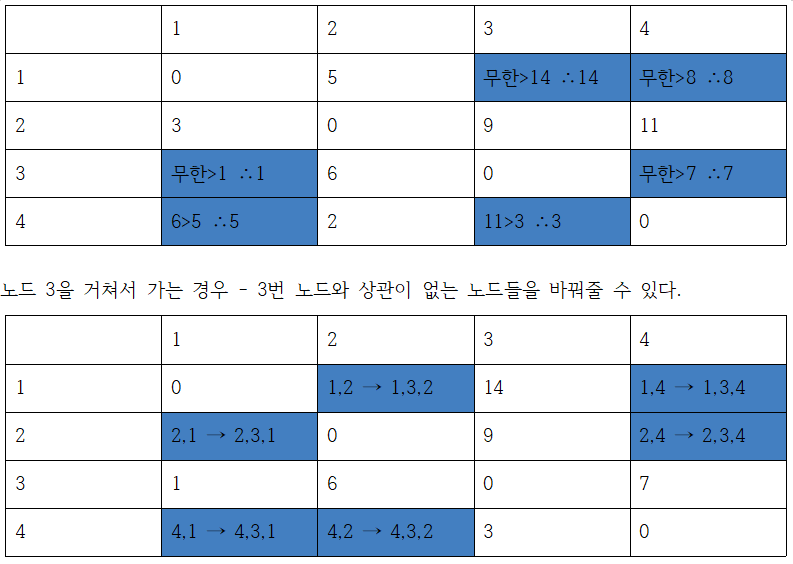 1 2 3 4
1 0 5 무한>14 ∴14 무한>8 ∴8
2 3 0 9 11
3 무한>1 ∴1 6 0 무한>7 ∴7
4 6>5 ∴5 2 11>3 ∴3 0
노드 3을 거쳐서 가는 경우 - 3번 노드와 상관이 없는 노드들을 바꿔줄 수 있다.
1 2 3 4
1 0 1,2 → 1,3,2 14 1,4 → 1,3,4
2 2,1 → 2,3,1 0 9 2,4 → 2,3,4
3 1 6 0 7
4 4,1 → 4,3,1 4,2 → 4,3,2 3 0